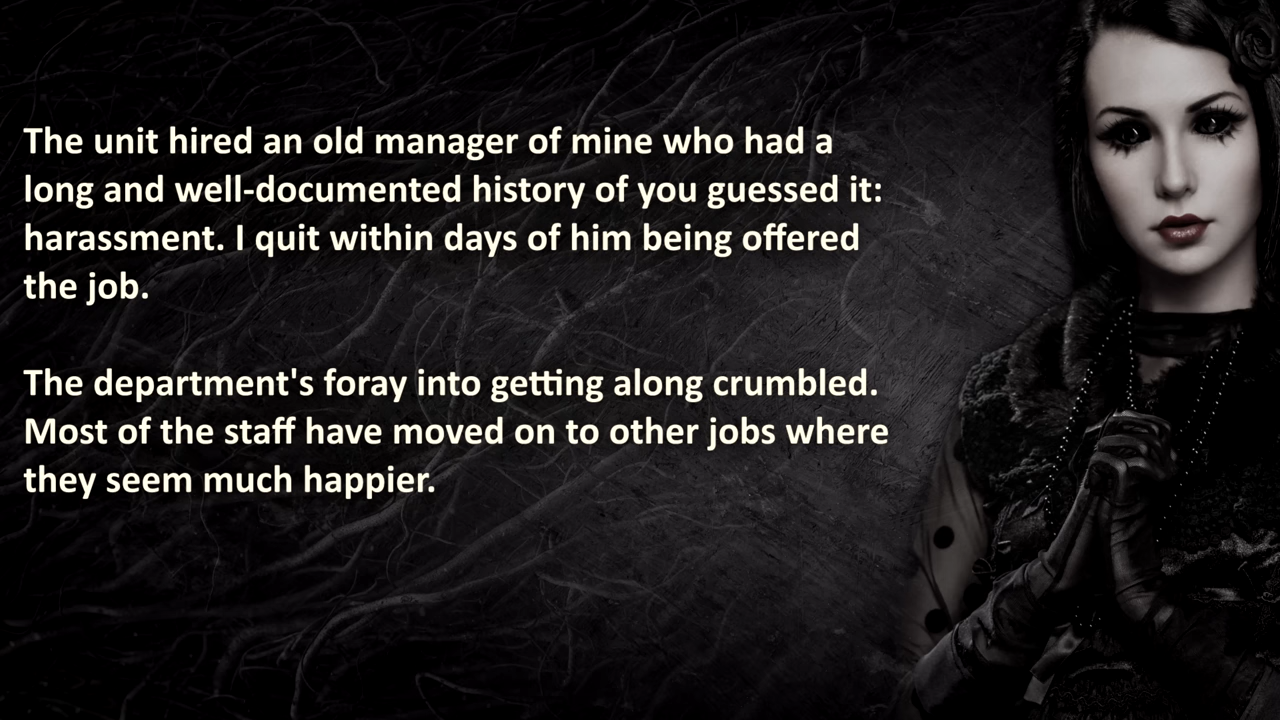 The unit hired an old manager of mine who had a
long and well-documented history of you guessed it:
harassment. I quit within days of him being offered
the job.
The department's foray into getting along crumbled.
Most of the staff have moved on to other jobs where
they seem much happier.